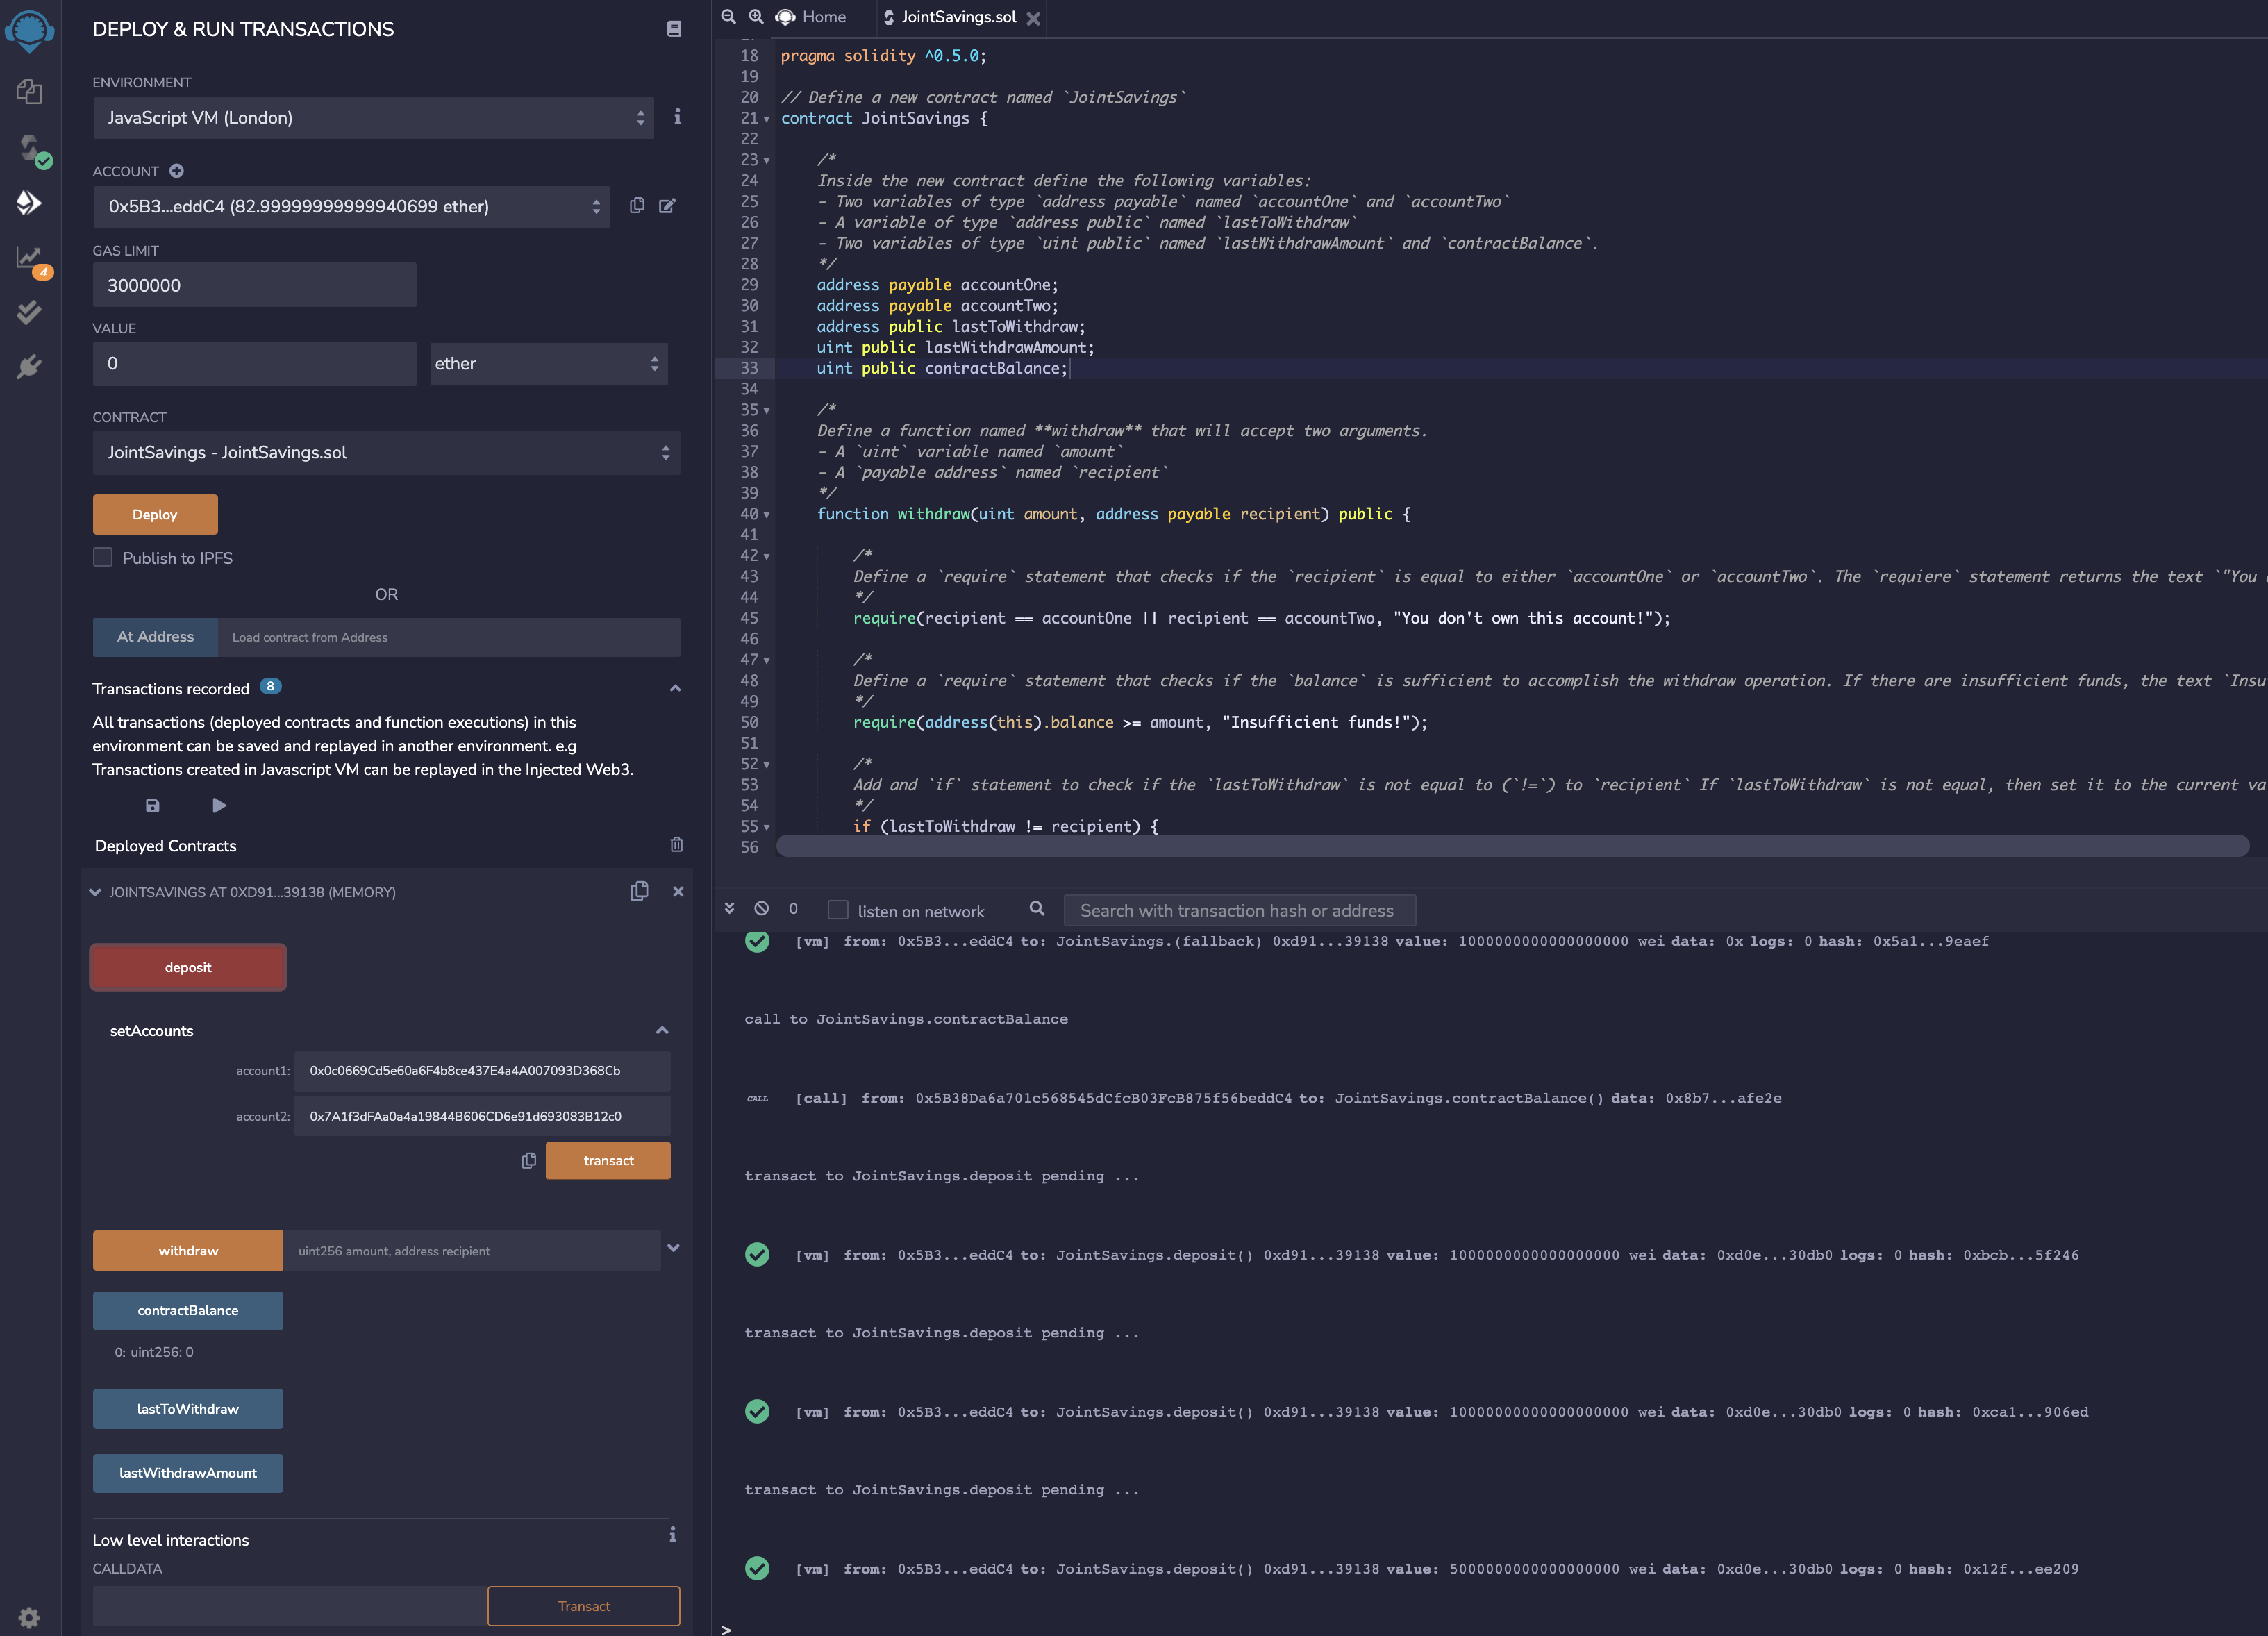 DEPLOY & RUN TRANSACTIONS
ENVIRONMENT
JavaScript VM (London)
ACCOUNT
0x5B3...eddC4 (82.99999999999940699 ether)
GAS LIMIT
3000000
VALUE
0
ether
CONTRACT
JointSavings - JointSavings.sol
Deploy
Publish to IPFS
OR
At Address
Load contract from Address
Transactions recorded 8
All transactions (deployed contracts and function executions) in this
environment can be saved and replayed in another environment. e.g
Transactions created in Javascript VM can be replayed in the Injected Web3.
Deployed Contracts
JOINTSAVINGS AT 0XD91...39138 (MEMORY)
deposit
setAccounts
account1: 0x0c0669Cd5e60a6F4b8ce437E4a4A007093D368Cb
account2: 0x7A1f3dFAa0a4a19844B606CD6e91d693083B12c0
transact
withdraw
uint256 amount, address recipient
contractBalance
0: uint256: 0
lastToWithdraw
lastWithdrawAmount
Low level interactions
CALLDATA
Transact
4
Home
JointSavings.sol
18 pragma solidity ^0.5.0;
19
20 // Define a new contract named `JointSavings`
21 contract JointSavings {
22
23 /*
24 Inside the new contract define the following variables:
25 - Two variables of type `address payable` named `accountOne` and `accountTwo`
26 - A variable of type `address public` named `lastToWithdraw`
27 - Two variables of type `uint public` named `lastWithdrawAmount` and `contractBalance`.
28 */
29 address payable accountOne;
30 address payable accountTwo;
31 address public lastToWithdraw;
32 uint public lastWithdrawAmount;
33 uint public contractBalance;
34
35 /*
36 Define a function named **withdraw** that will accept two arguments.
37 - A `uint` variable named `amount`
38 - A `payable address` named `recipient`
39 */
40 function withdraw(uint amount, address payable recipient) public {
41
42 /*
43 Define a `require` statement that checks if the `recipient` is equal to either `accountOne` or `accountTwo`. The `requiere` statement returns the text `"You
44 */
45 require(recipient == accountOne || recipient == accountTwo, "You don't own this account!");
46
47 /*
48 Define a `require` statement that checks if the `balance` is sufficient to accomplish the withdraw operation. If there are insufficient funds, the text `Insu
49 */
50 require(address(this).balance >= amount, "Insufficient funds!");
51
52 /*
53 Add and `if` statement to check if the `lastToWithdraw` is not equal to (`!=`) to `recipient` If `lastToWithdraw` is not equal, then set it to the current va
54 */
55 if (lastToWithdraw != recipient) {
56
0
listen on network
Search with transaction hash or address
[vm] from: 0x5B3...eddC4 to: JointSavings.(fallback) 0xd91...39138 value: 1000000000000000000 wei data: 0x logs: 0 hash: 0x5a1...9eaef
call to JointSavings.contractBalance
CALL [call] from: 0x5B38Da6a701c568545dCfcB03FcB875f56beddC4 to: JointSavings.contractBalance() data: 0x8b7...afe2e
transact to JointSavings.deposit pending ...
[vm] from: 0x5B3...eddC4 to: JointSavings.deposit() 0xd91...39138 value: 1000000000000000000 wei data: 0xd0e...30db0 logs: 0 hash: 0xbcb...5f246
transact to JointSavings.deposit pending ...
[vm] from: 0x5B3...eddC4 to: JointSavings.deposit() 0xd91...39138 value: 10000000000000000000 wei data: 0xd0e...30db0 logs: 0 hash: 0xca1...906ed
transact to JointSavings.deposit pending ...
[vm] from: 0x5B3...eddC4 to: JointSavings.deposit() 0xd91...39138 value: 5000000000000000000 wei data: 0xd0e...30db0 logs: 0 hash: 0x12f...ee209
>